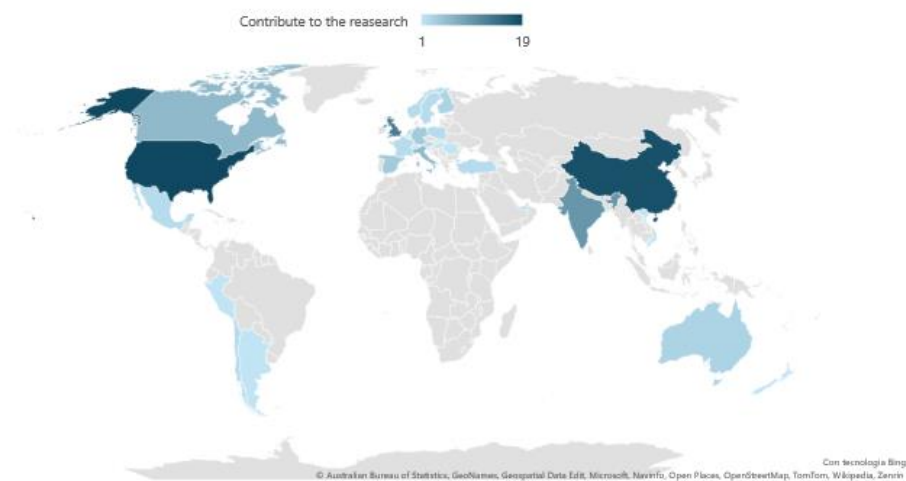 Contribute to the reasearch
1 19
Con tecnologia Bing
© Australian Bureau of Statistics, GeoNames, Geospatial Data Edit, Microsoft, Navinfo, Open Places, OpenStreetMap, TomTom, Wikipedia, Zenrin